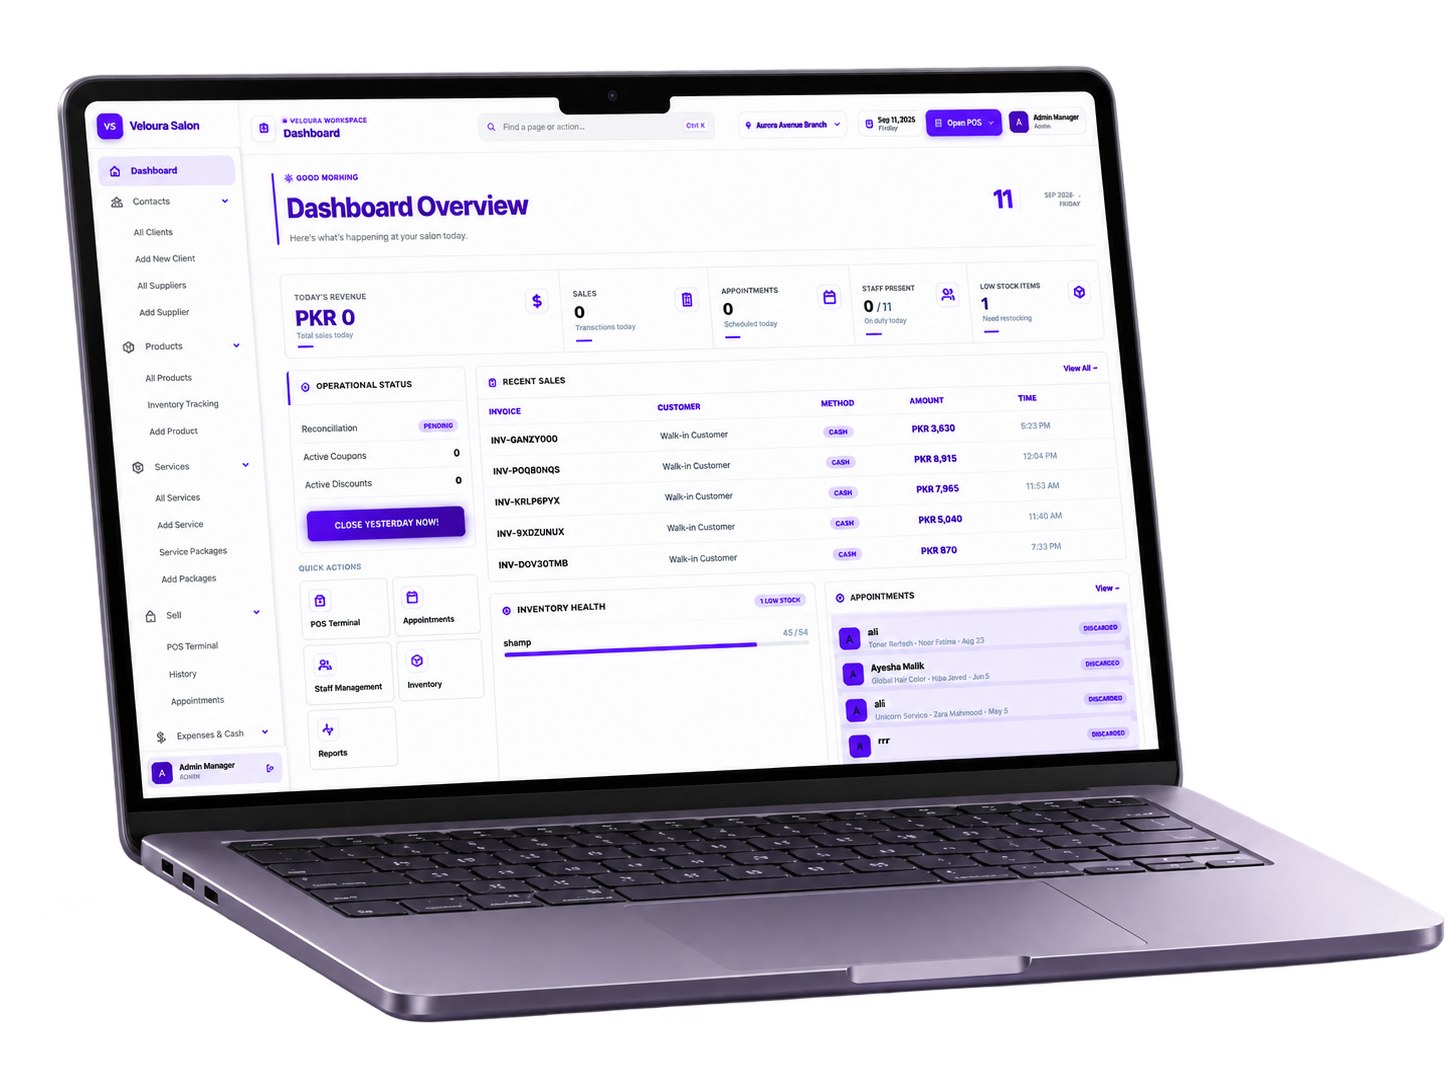 VS
Veloura Salon
VELOURA WORKSPACE
Dashboard
Find a page or action...
Ctrl K
Aurora Avenue Branch
Sep 11, 2025
Open POS
A
Admin Manager
Dashboard
Contacts
All Clients
Add New Client
All Suppliers
Add Supplier
Products
All Products
Inventory Tracking
Add Product
Services
All Services
Add Service
Service Packages
Add Packages
Sell
POS Terminal
History
Appointments
Expenses & Cash
A
Admin Manager
GOOD MORNING
Dashboard Overview
Here's what's happening at your salon today.
11
SEP 2026
FRIDAY
TODAY'S REVENUE
PKR 0
Total sales today
SALES
0
Transctions today
APPOINTMENTS
0
Scheduled today
STAFF PRESENT
0 / 11
On duty today
LOW STOCK ITEMS
1
Need restocking
OPERATIONAL STATUS
Reconciliation PENDING
Active Coupons 0
Active Discounts 0
CLOSE YESTERDAY NOW!
QUICK ACTIONS
POS Terminal
Appointments
Staff Management
Inventory
Reports
RECENT SALES
View All –
INVOICE CUSTOMER METHOD AMOUNT TIME
INV-GANZY000 Walk-in Customer CASH PKR 3,630 5:23 PM
INV-POQ80NQS Walk-in Customer CASH PKR 8,915 12:04 PM
INV-KRLP6PYX Walk-in Customer CASH PKR 7,965 11:53 AM
INV-9XDZUNUX Walk-in Customer CASH PKR 5,040 11:40 AM
INV-DOV30TMB Walk-in Customer CASH PKR 870 7:33 PM
INVENTORY HEALTH
1 LOW STOCK
shamp
45 / 54
APPOINTMENTS
View –
A
ali
Noor Fatima - Aug 23
DISCARDED
A
Ayesha Malik
Global Hair Color - Hiba Javed - Jun 5
DISCARDED
A
ali
Unicorn Service - Zara Mahmood - May 5
DISCARDED
R
rrr
DISCARDED